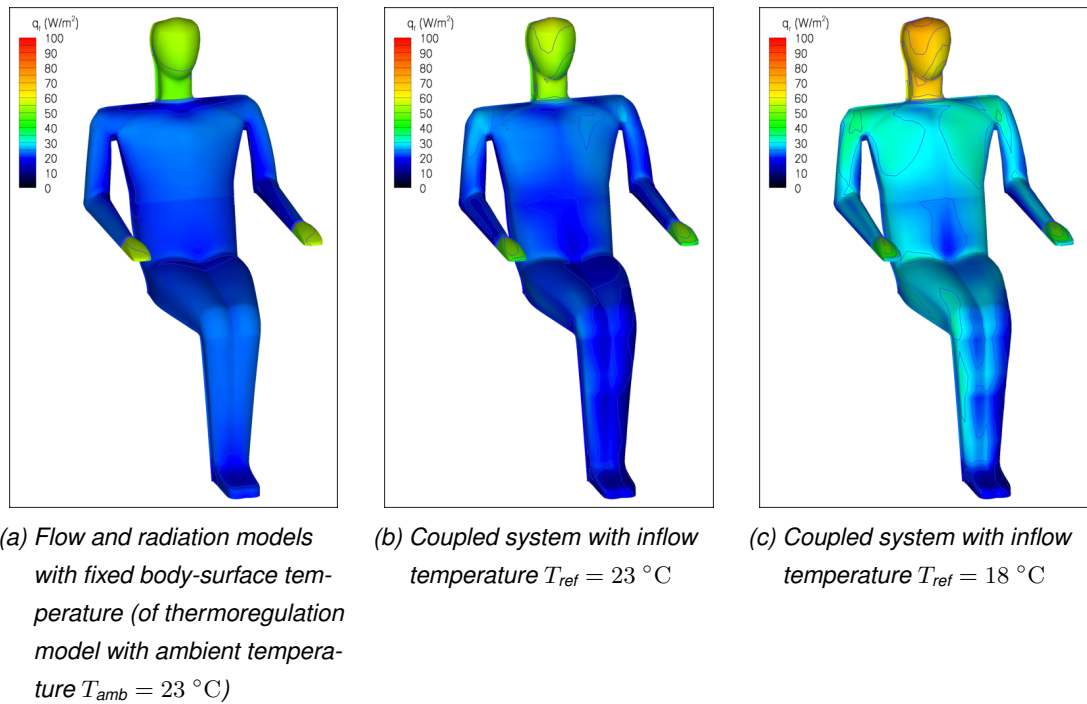 q_r (W/m²)
100
90
80
70
60
50
40
30
20
10
0
q_r (W/m²)
100
90
80
70
60
50
40
30
20
10
0
q_r (W/m²)
100
90
80
70
60
50
40
30
20
10
0
(a) Flow and radiation models
with fixed body-surface tem-
perature (of thermoregulation
model with ambient tempera-
ture T_amb = 23 °C)
(b) Coupled system with inflow
temperature T_ref = 23 °C
(c) Coupled system with inflow
temperature T_ref = 18 °C